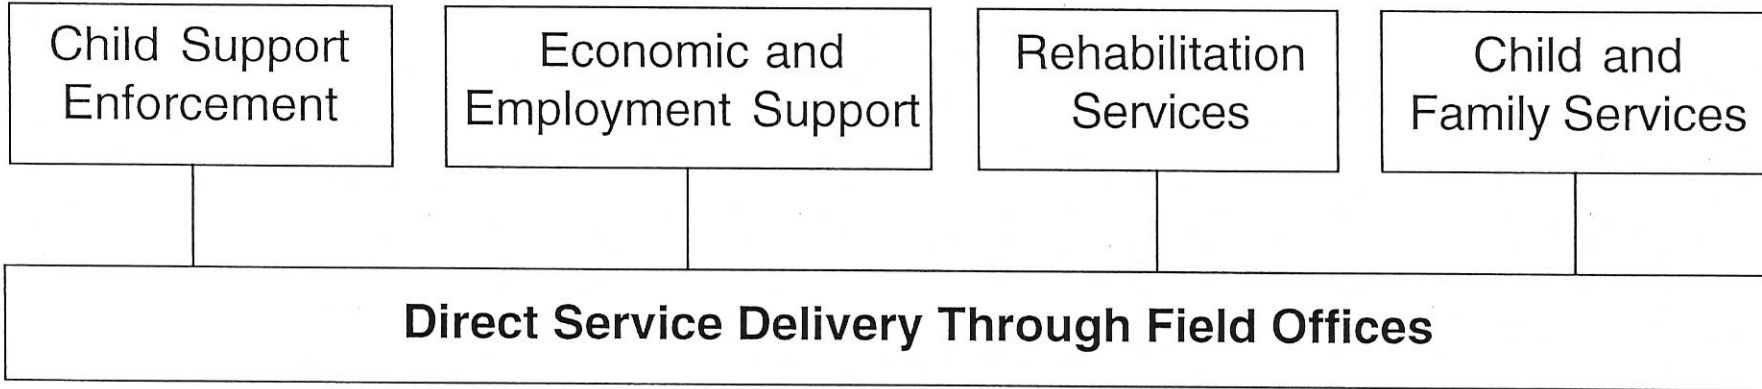 Child Support
Enforcement
Economic and
Employment Support
Rehabilitation
Services
Child and
Family Services
Direct Service Delivery Through Field Offices